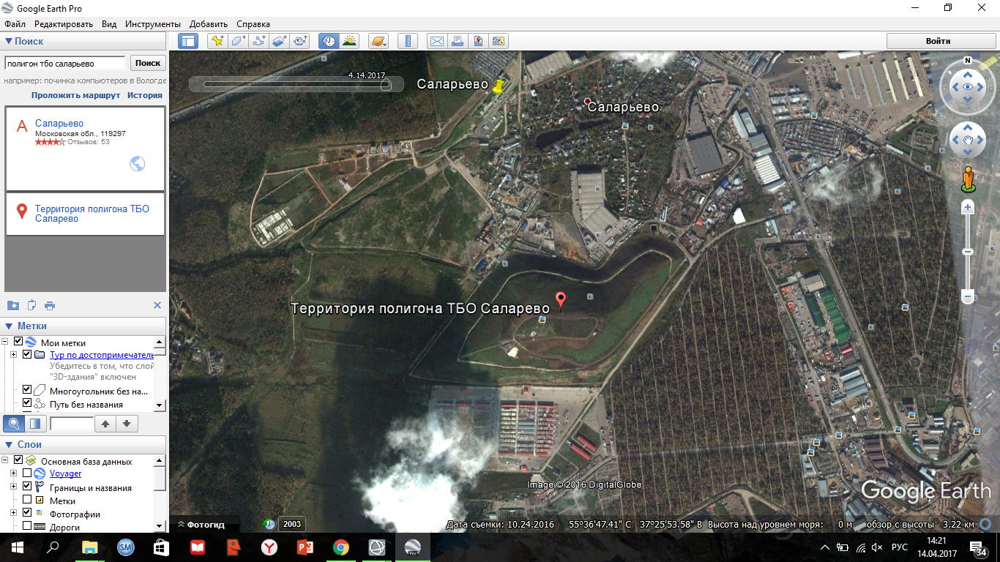 Google Earth Pro
Файл Редактировать Вид Инструменты Добавить Справка
Поиск
Войти
полигон тбо саларьево
Поиск
например: починка компьютеров в Вологде
Проложить маршрут История
A Саларьево
Московская обл., 119297
Отзывов: 53
Территория полигона ТБО
Саларево
Метки
Мои метки
Тур по достопримечатель
Убедитесь в том, что слой
"3D-здания" включен
Многоугольник без на...
Путь без названия
Слои
Основная база данных
Voyager
Границы и названия
Метки
Фотографии
Дороги
4.14.2017
Саларьево
Саларьево
N
Территория полигона ТБО Саларево
Image © 2016 DigitalGlobe
Google Earth
Фотогид
2003
Дата съемки: 10.24.2016 55°36'47.41" С 37°25'53.58" В Высота над уровнем моря: 0 м обзор с высоты 3.22 км
SM
Pro
РУС
14:21
14.04.2017
34